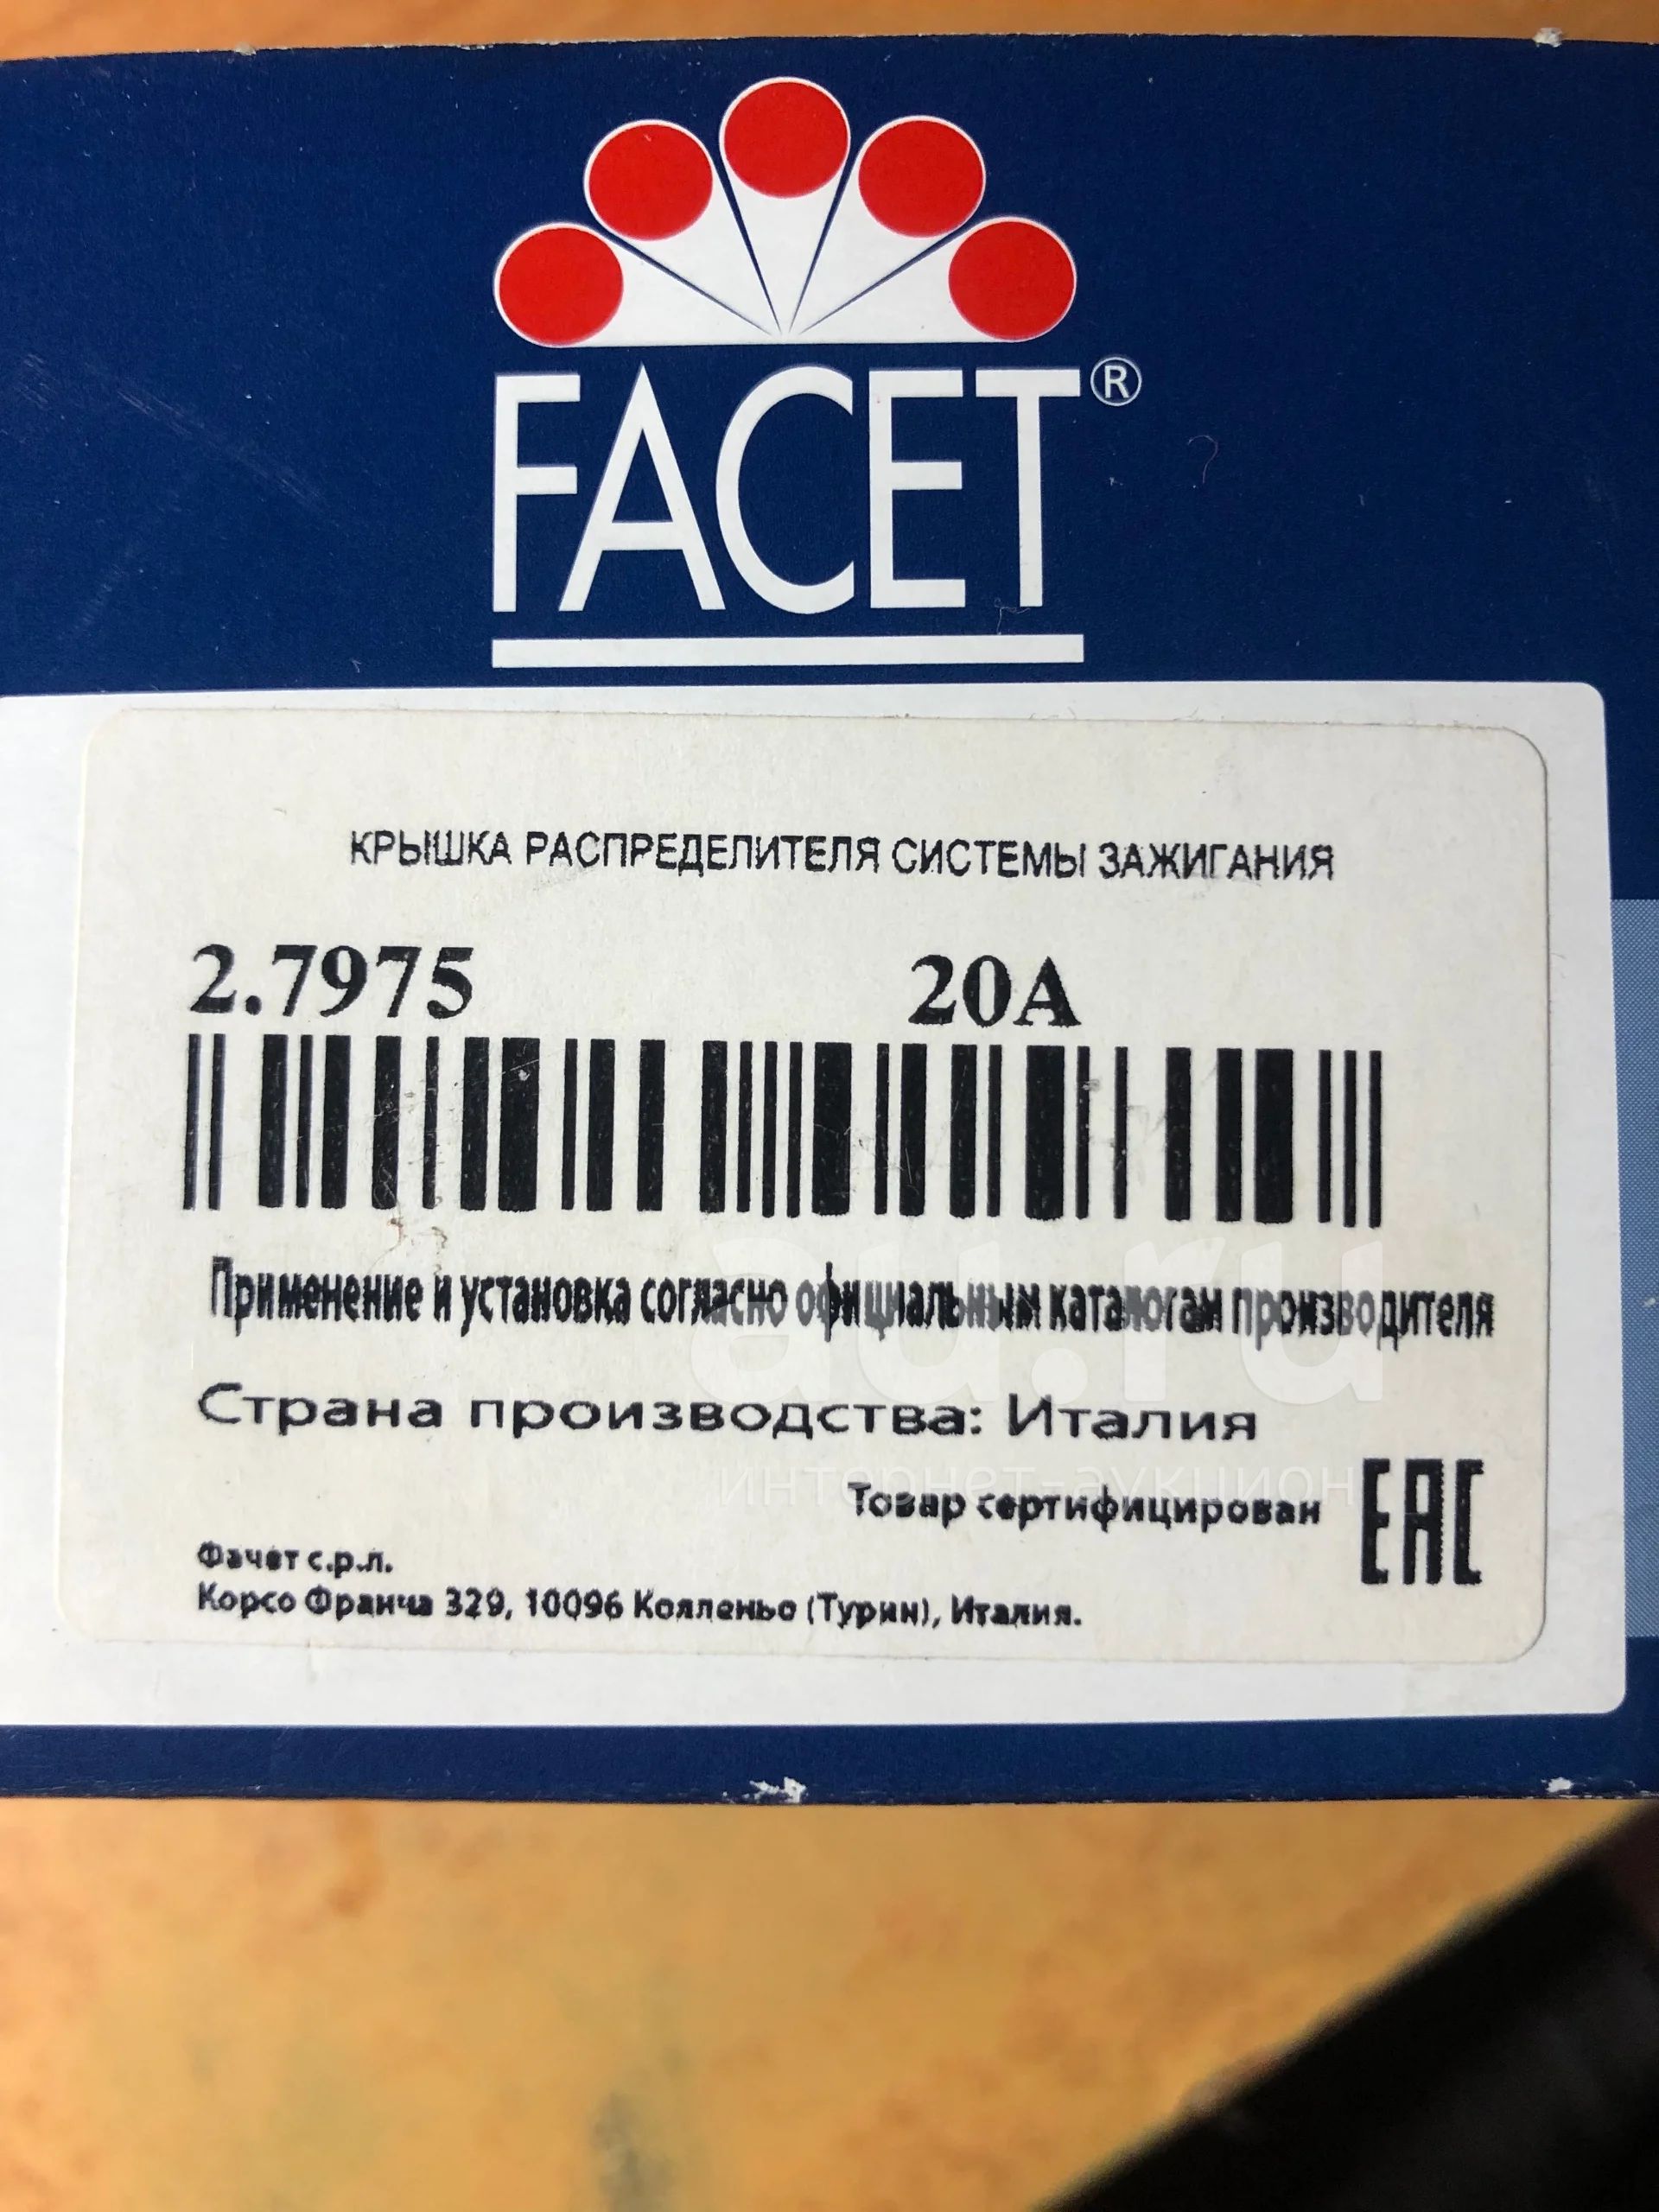 FACET®
КРЫШКА РАСПРЕДЕЛИТЕЛЯ СИСТЕМЫ ЗАЖИГАНИЯ
2.7975 20A
Применение и установка согласно официальным каталогам производителя
Страна производства: Италия
Товар сертифицирован EAC
Фачет с.р.л.
Корсо Франча 329, 10096 Колленьо (Турин), Италия.
au.ru
интернет-аукцион